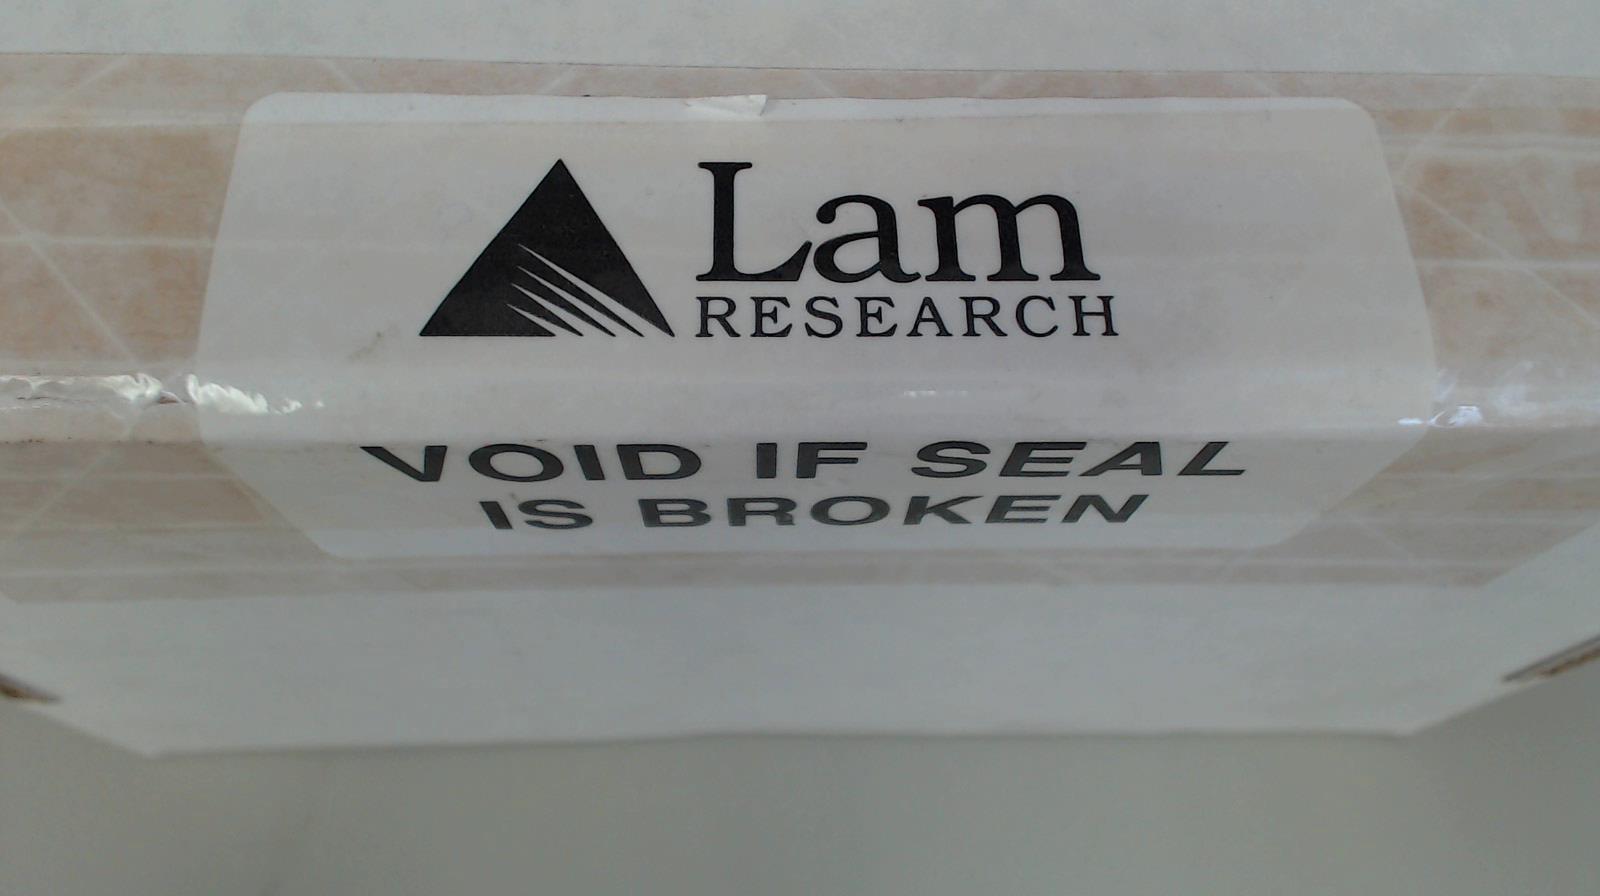 Lam
RESEARCH
VOID IF SEAL
IS BROKEN